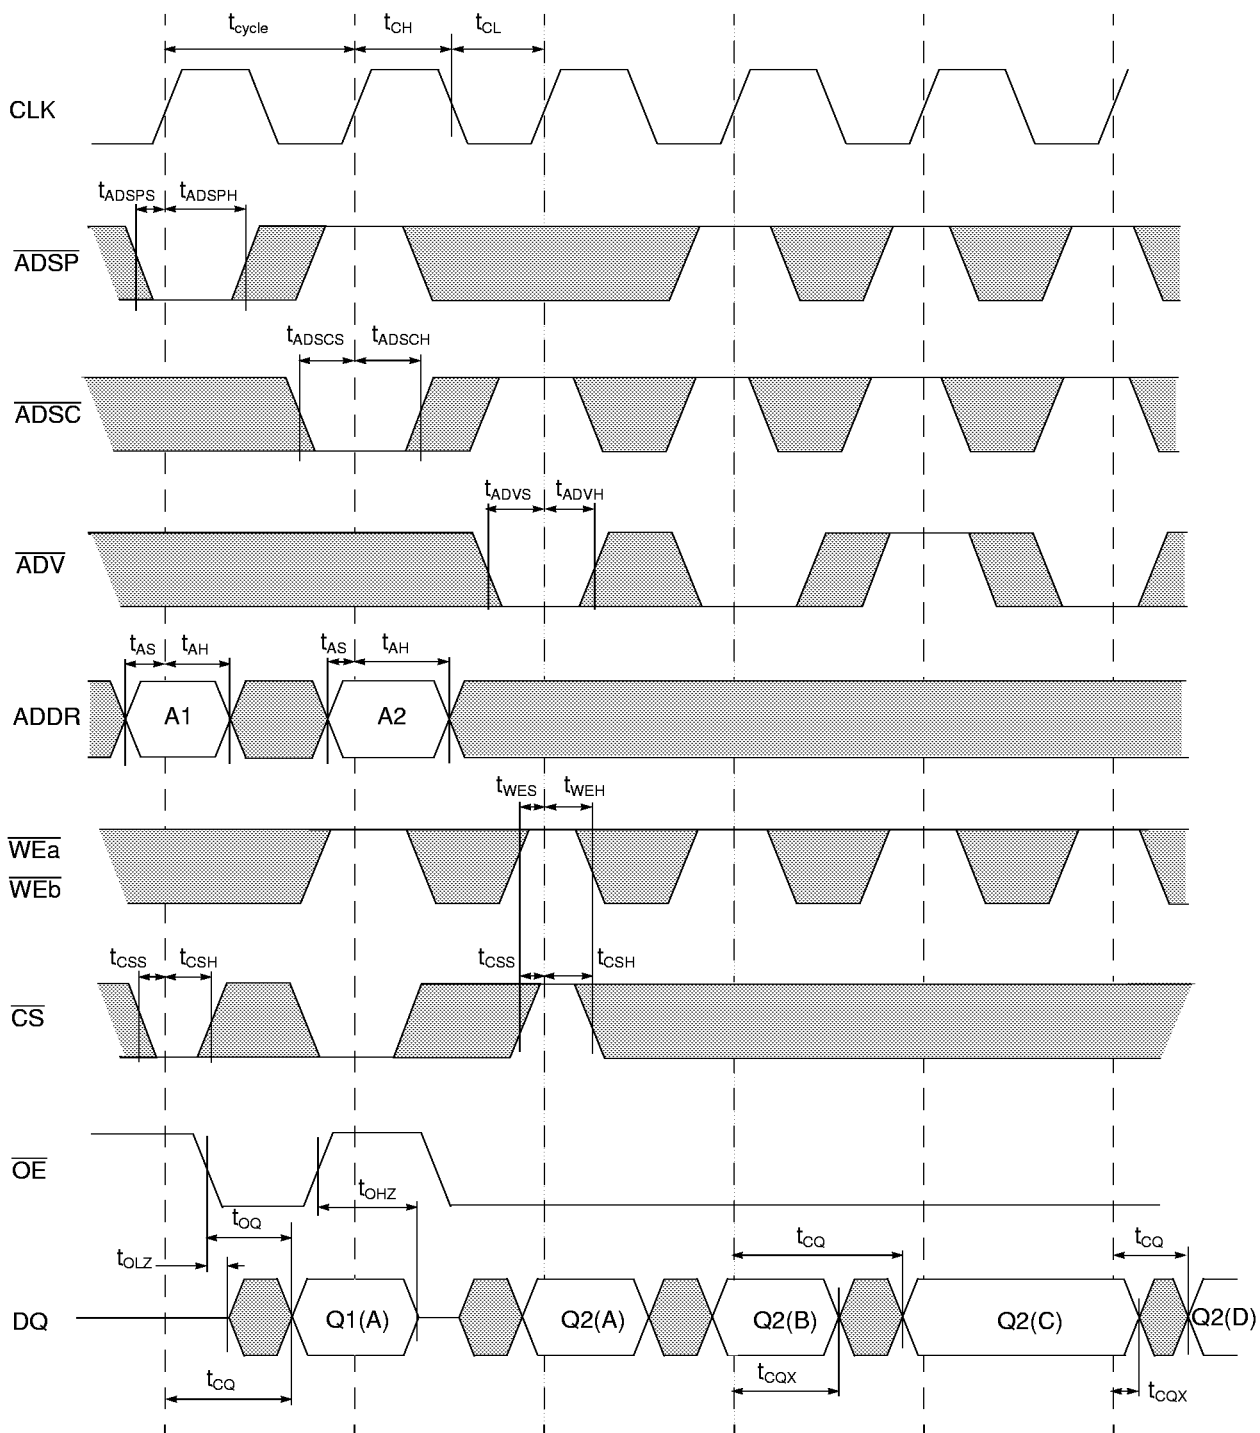 tcycle tCH tCL
CLK
tADSPS tADSPH
ADSP
tADSCS tADSCH
ADSC
tADVS tADVH
ADV
tAS tAH tAS tAH
ADDR A1 A2
tWES tWEH
WEa
WEb
tCSS tCSH tCSS tCSH
CS
OE
tOHZ
tOQ tCQ tCQ
tOLZ
DQ Q1(A) Q2(A) Q2(B) Q2(C) Q2(D)
tCQ tCQX tCQX